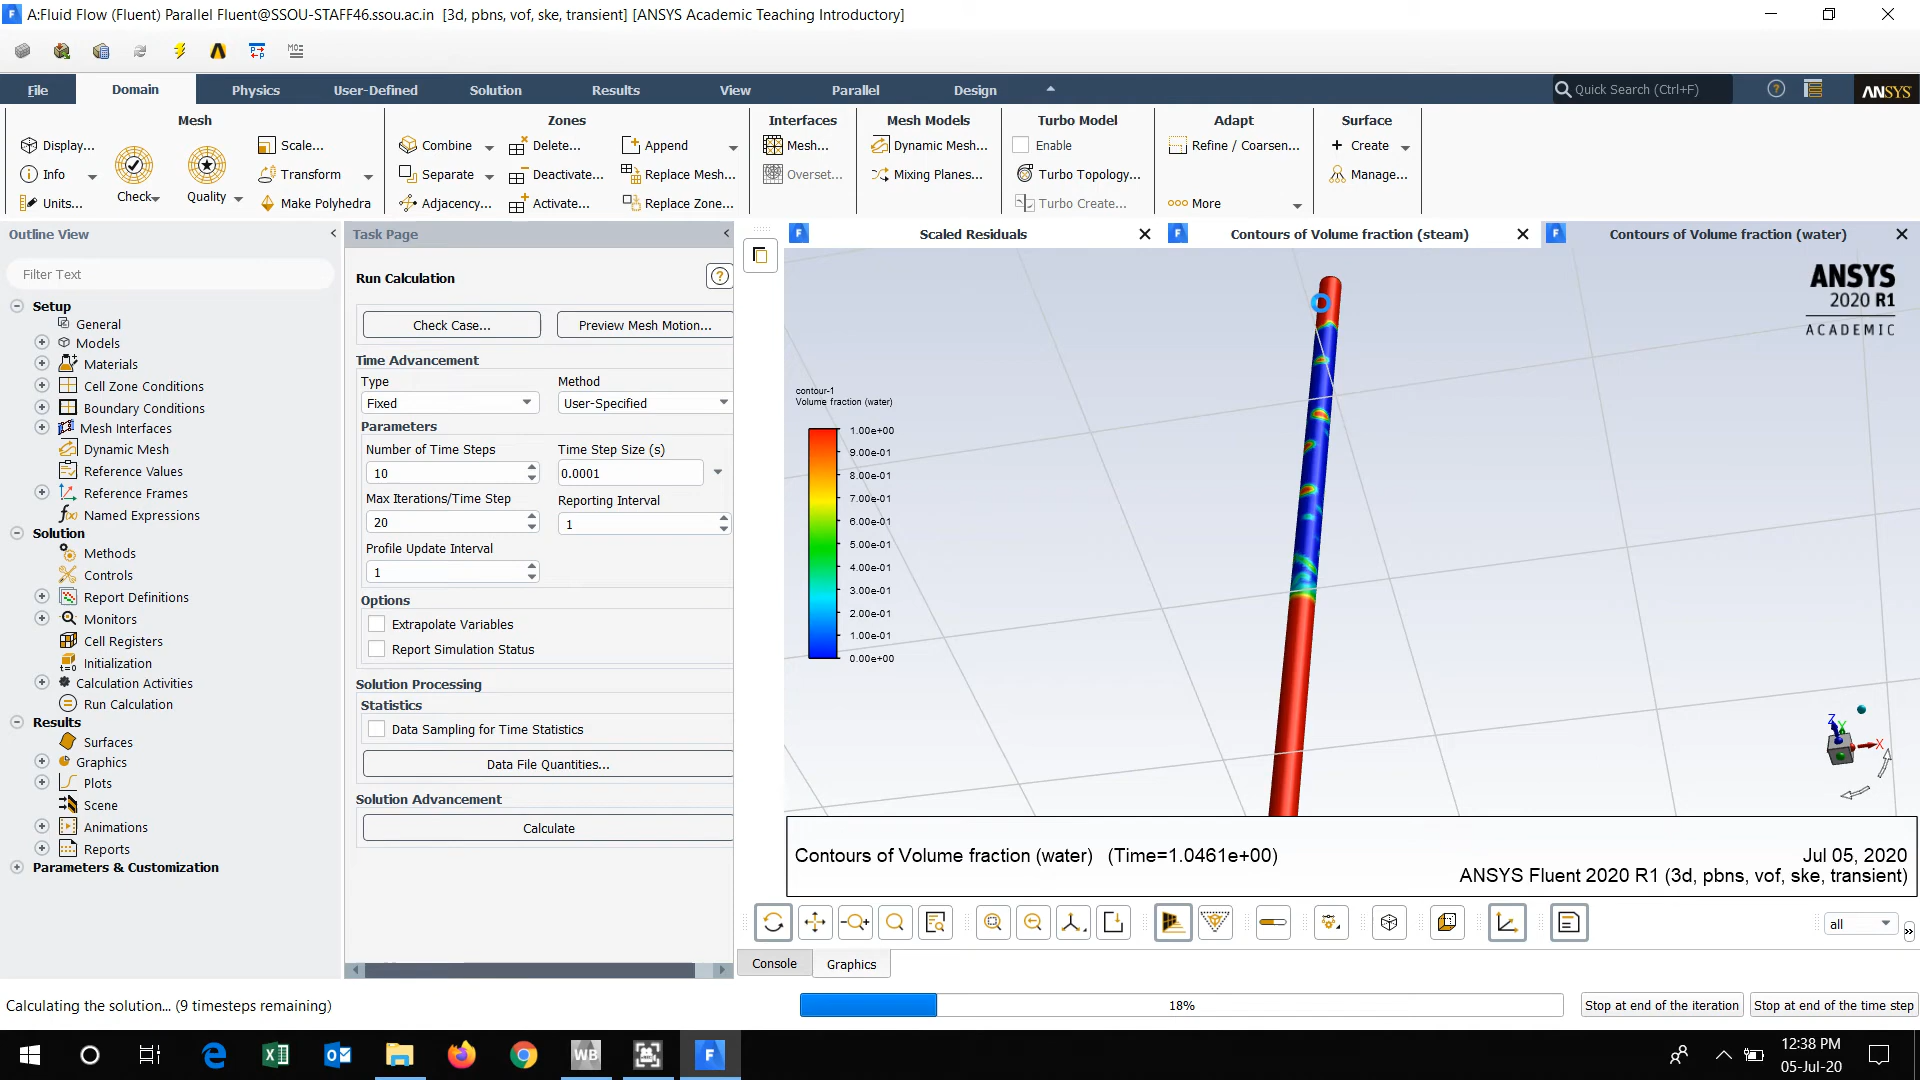 A:Fluid Flow (Fluent) Parallel Fluent@SSOU-STAFF46.ssou.ac.in [3d, pbns, vof, ske, transient] [ANSYS Academic Teaching Introductory]
File Domain Physics User-Defined Solution Results View Parallel Design Quick Search (Ctrl+F) ANSYS
Mesh
Display...
Info
Units...
Check
Quality
Scale...
Transform
Make Polyhedra
Zones
Combine
Separate
Adjacency...
Delete...
Deactivate...
Activate...
Append
Replace Mesh...
Replace Zone...
Interfaces
Mesh...
Overset...
Mesh Models
Dynamic Mesh...
Mixing Planes...
Turbo Model
Enable
Turbo Topology...
Turbo Create...
Adapt
Refine / Coarsen...
More
Surface
Create
Manage...
Outline View
Filter Text
Setup
General
Models
Materials
Cell Zone Conditions
Boundary Conditions
Mesh Interfaces
Dynamic Mesh
Reference Values
Reference Frames
Named Expressions
Solution
Methods
Controls
Report Definitions
Monitors
Cell Registers
Initialization
Calculation Activities
Run Calculation
Results
Surfaces
Graphics
Plots
Scene
Animations
Reports
Parameters & Customization
Task Page
Run Calculation
Check Case... Preview Mesh Motion...
Time Advancement
Type Method
Fixed User-Specified
Parameters
Number of Time Steps Time Step Size (s)
10 0.0001
Max Iterations/Time Step Reporting Interval
20 1
Profile Update Interval
1
Options
Extrapolate Variables
Report Simulation Status
Solution Processing
Statistics
Data Sampling for Time Statistics
Data File Quantities...
Solution Advancement
Calculate
Scaled Residuals Contours of Volume fraction (steam) Contours of Volume fraction (water)
ANSYS
2020 R1
ACADEMIC
contour-1
Volume fraction (water)
1.00e+00
9.00e-01
8.00e-01
7.00e-01
6.00e-01
5.00e-01
4.00e-01
3.00e-01
2.00e-01
1.00e-01
0.00e+00
Z
Y
X
Contours of Volume fraction (water) (Time=1.0461e+00) Jul 05, 2020
ANSYS Fluent 2020 R1 (3d, pbns, vof, ske, transient)
all
Console Graphics
Calculating the solution... (9 timesteps remaining) 18% Stop at end of the iteration Stop at end of the time step
WB
12:38 PM
05-Jul-20